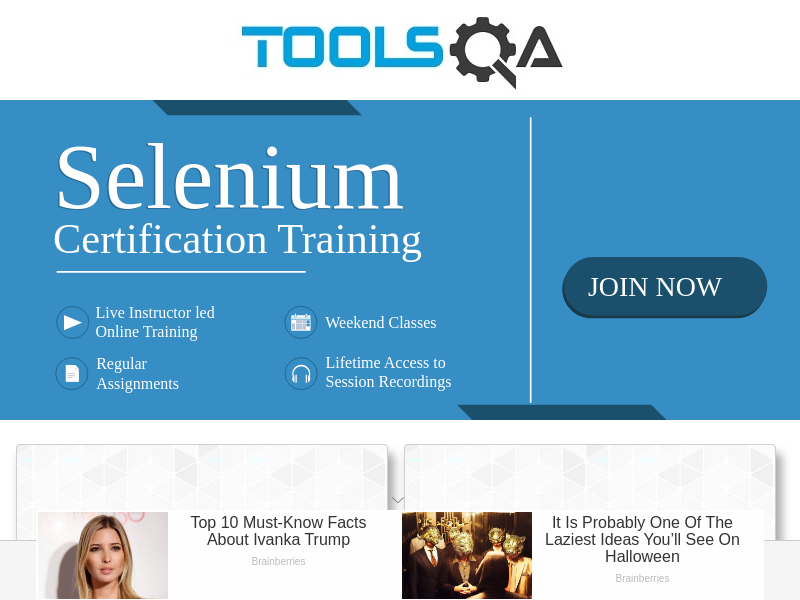 TOOLSQA
Selenium
Certification Training
JOIN NOW
Live Instructor led
Online Training
Weekend Classes
Regular
Assignments
Lifetime Access to
Session Recordings
Top 10 Must-Know Facts
About Ivanka Trump
Brainberries
It Is Probably One Of The
Laziest Ideas You’ll See On
Halloween
Brainberries